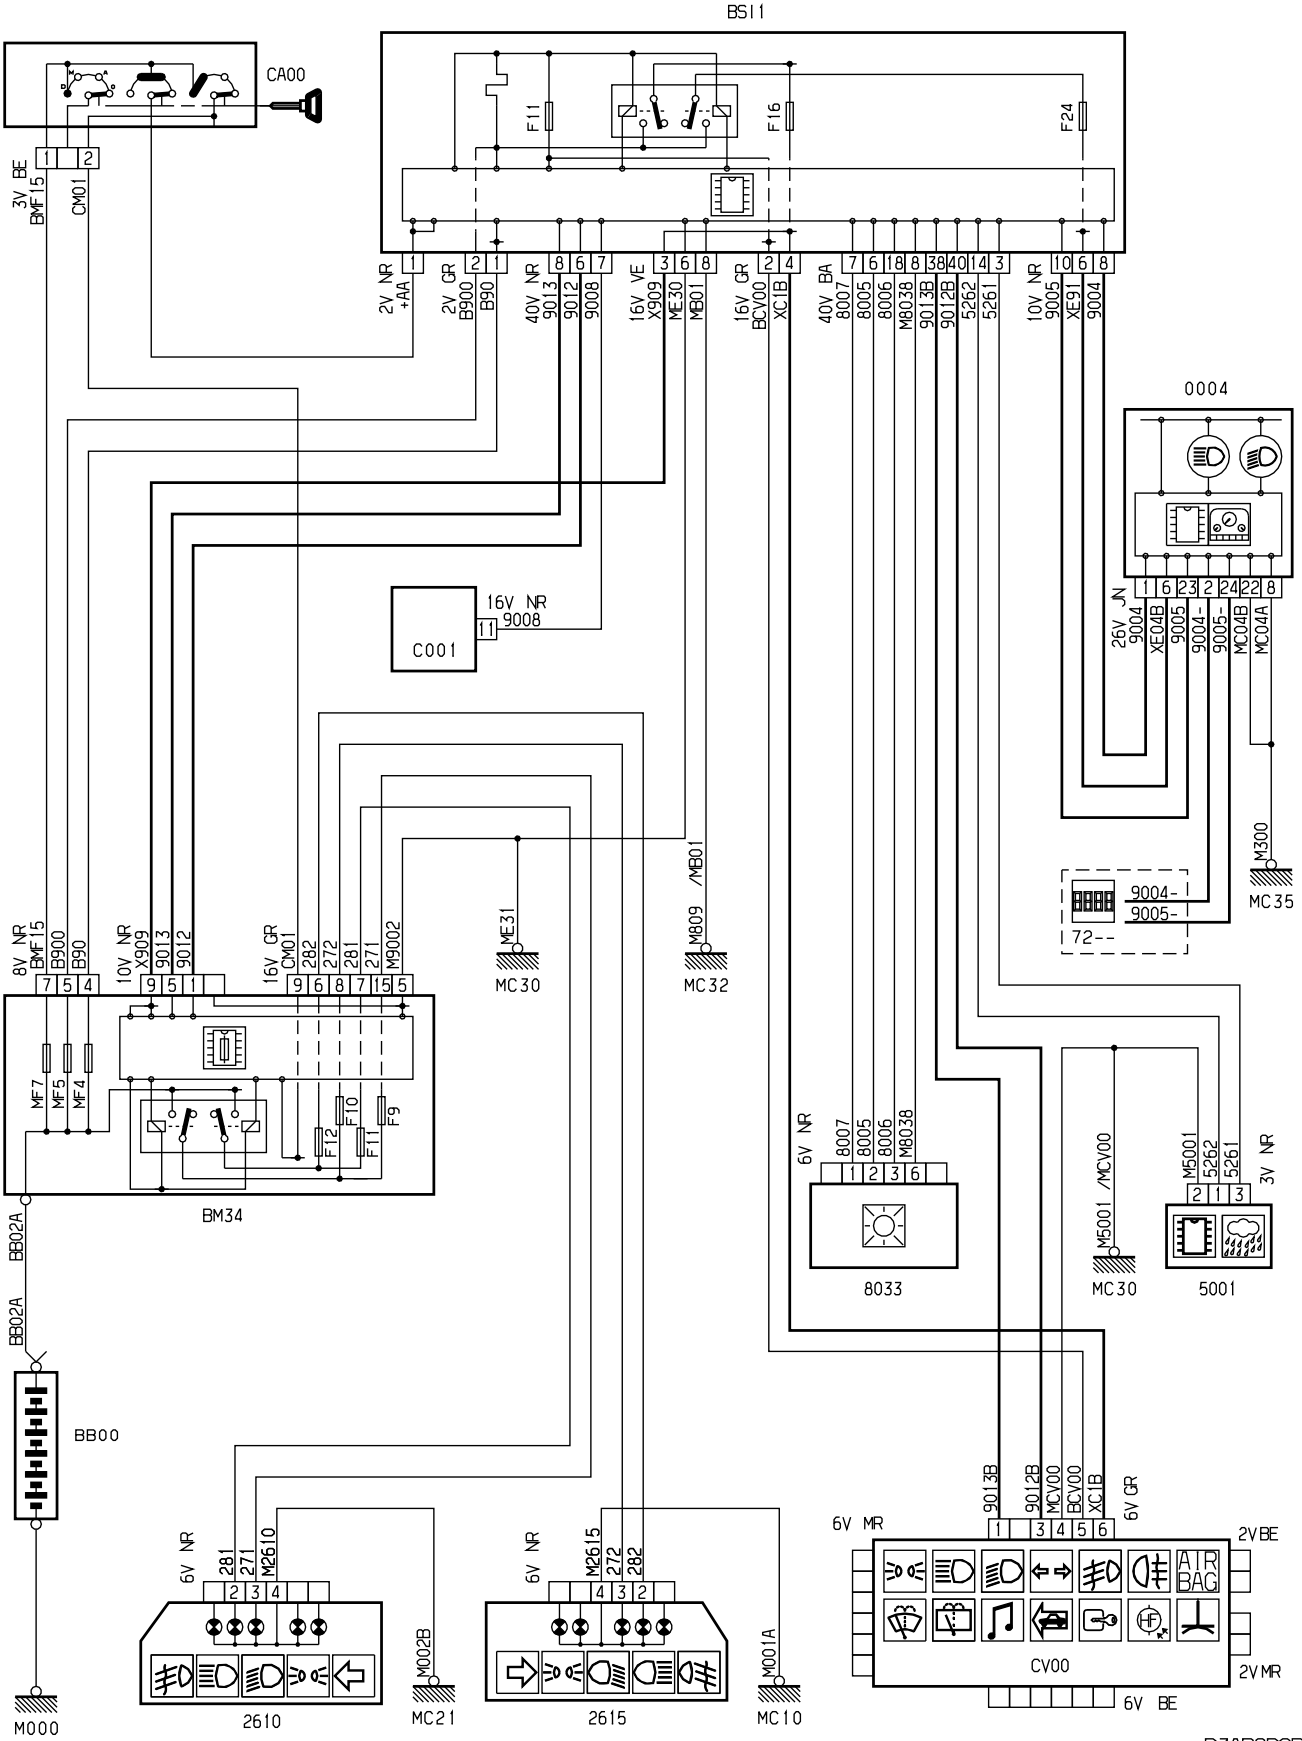 BSI1
CA00
M A
D O
F11
F16
F24
1 2
3V BE
BMF15
CM01
1 2 1 8 6 7 3 6 8 2 4 7 6 18 8 38 40 14 3 10 6 8
2V NR
+AA
2V GR
B900
B90
40V NR
9013
9012
9008
16V VE
X909
ME30
MB01
16V GR
BCV00
XC1B
40V BA
8007
8005
8006
M8038
9013B
9012B
5262
5261
10V NR
9005
XE91
9004
0004
1 6 23 2 24 22 8
26V JN
9004
XE04B
9005
9004-
9005-
MC04B
MC04A
16V NR
9008
11
C001
M300
MC35
9004-
9005-
72--
ME31
MC30
M809 /MB01
MC32
8V NR
BMF15
B900
B90
10V NR
X909
9013
9012
16V GR
CM01
282
272
281
271
M9002
7 5 4 9 5 1 9 6 8 7 15 5
MF7
MF5
MF4
F12
F10
F11
F9
BM34
BB02A
BB02A
BB00
M000
6V NR
8007
8005
8006
M8038
1 2 3 6
8033
M5001 /MCV00
MC30
M5001
5262
5261
3V NR
2 1 3
5001
6V NR
281
271
M2610
2 3 4
M002B
MC21
2610
6V NR
M2615
272
282
4 3 2
M001A
MC10
2615
9013B
9012B
MCV00
BCV00
XC1B
6V GR
6V MR
1 3 4 5 6
2V BE
AIR
BAG
HF
CV00
2V MR
6V BE